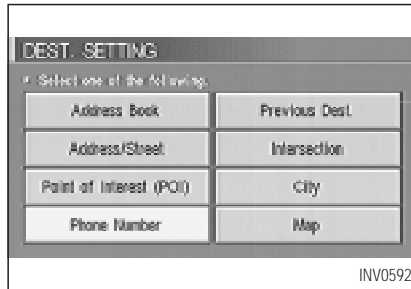 DEST. SETTING
Select one of the following.
Address Book
Previous Dest.
Address/Street
Intersection
Point of Interest (POI)
City
Phone Number
Map
INV0592